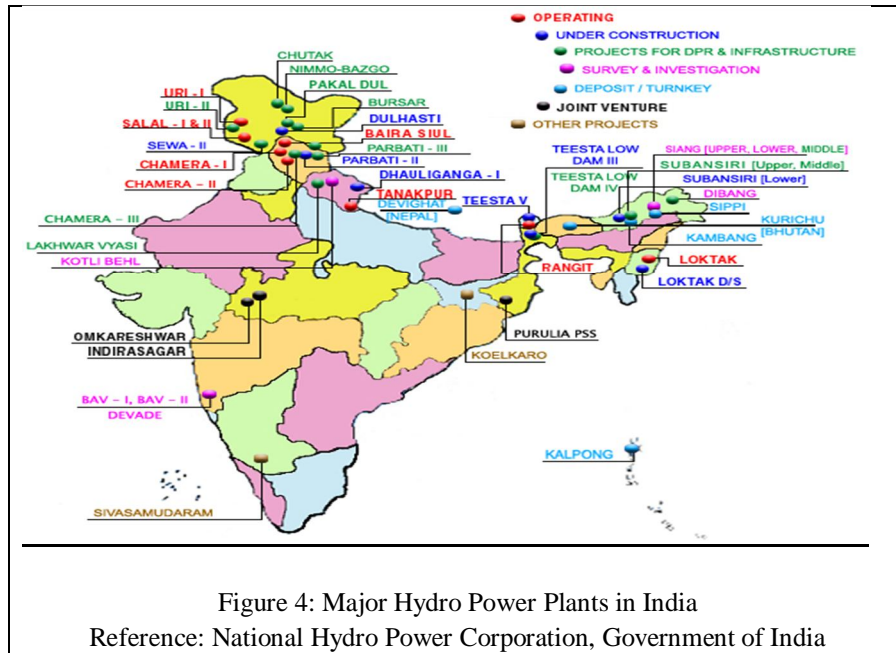 OPERATING
UNDER CONSTRUCTION
PROJECTS FOR DPR & INFRASTRUCTURE
SURVEY & INVESTIGATION
DEPOSIT / TURNKEY
JOINT VENTURE
OTHER PROJECTS
CHUTAK
NIMMO-BAZGO
PAKAL DUL
URI - I
BURSAR
URI - II
DULHASTI
SALAL - I & II
BAIRA SIUL
SEWA - II
PARBATI - III
CHAMERA - I
PARBATI - II
DHAULIGANGA - I
CHAMERA - II
TANAKPUR
DEVIGHAT
[NEPAL]
TEESTA V
TEESTA LOW
DAM III
TEESTA LOW
DAM IV
SIANG [UPPER, LOWER, MIDDLE]
SUBANSIRI [Upper, Middle]
SUBANSIRI [Lower]
DIBANG
SIPPI
KURICHU
[BHUTAN]
KAMBANG
CHAMERA - III
LAKHWAR VYASI
KOTLI BEHL
RANGIT
LOKTAK
LOKTAK D/S
OMKARESHWAR
INDIRASAGAR
PURULIA PSS
KOELKARO
BAV - I, BAV - II
DEVADE
KALPONG
SIVASAMUDARAM
Figure 4: Major Hydro Power Plants in India
Reference: National Hydro Power Corporation, Government of India